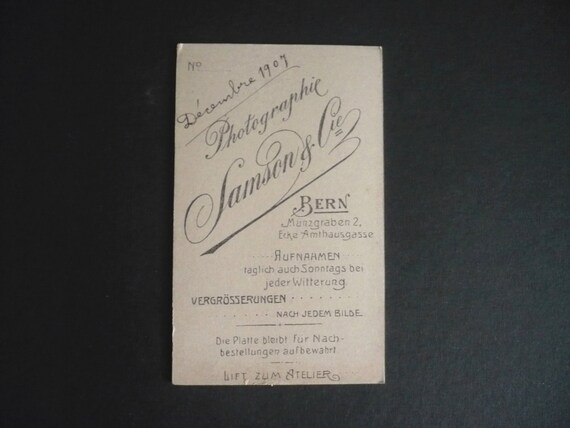 No
Décembre 1907
Photographie
Samson & Cie
BERN
Münzgraben 2,
Ecke Amthausgasse
AUFNAHMEN
täglich auch Sonntags bei
jeder Witterung.
VERGRÖSSERUNGEN
NACH JEDEM BILDE.
Die Platte bleibt für Nach-
bestellungen aufbewahrt.
LIFT ZUM ATELIER